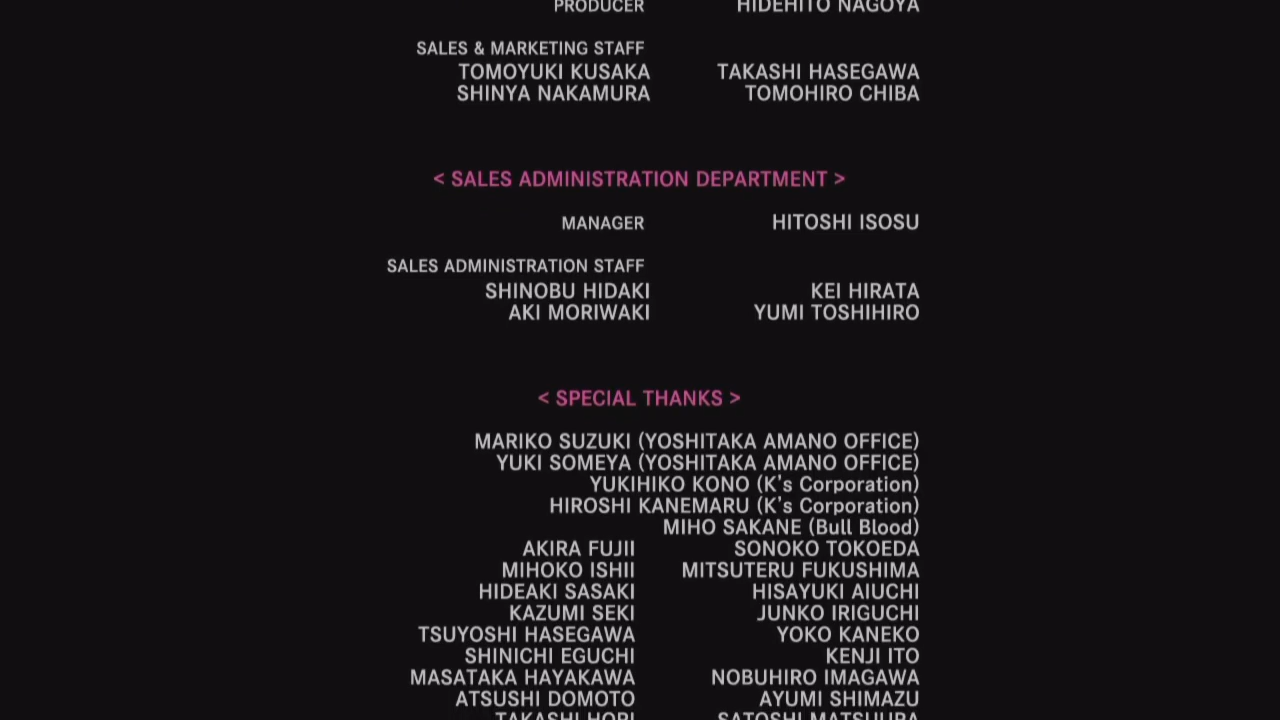 PRODUCER HIDEHITO NAGOYA
SALES & MARKETING STAFF
TOMOYUKI KUSAKA TAKASHI HASEGAWA
SHINYA NAKAMURA TOMOHIRO CHIBA
< SALES ADMINISTRATION DEPARTMENT >
MANAGER HITOSHI ISOSU
SALES ADMINISTRATION STAFF
SHINOBU HIDAKI KEI HIRATA
AKI MORIWAKI YUMI TOSHIHIRO
< SPECIAL THANKS >
MARIKO SUZUKI (YOSHITAKA AMANO OFFICE)
YUKI SOMEYA (YOSHITAKA AMANO OFFICE)
YUKIHIKO KONO (K's Corporation)
HIROSHI KANEMARU (K's Corporation)
MIHO SAKANE (Bull Blood)
AKIRA FUJII SONOKO TOKOEDA
MIHOKO ISHII MITSUTERU FUKUSHIMA
HIDEAKI SASAKI HISAYUKI AIUCHI
KAZUMI SEKI JUNKO IRIGUCHI
TSUYOSHI HASEGAWA YOKO KANEKO
SHINICHI EGUCHI KENJI ITO
MASATAKA HAYAKAWA NOBUHIRO IMAGAWA
ATSUSHI DOMOTO AYUMI SHIMAZU
TAKASHI HORI SATOSHI MATSUURA